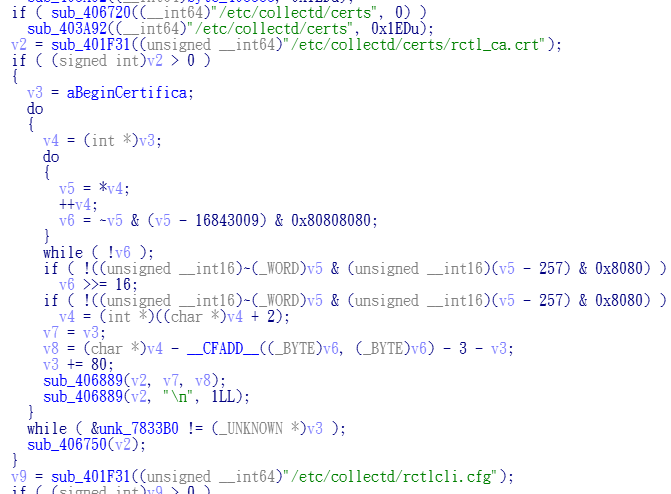 if ( sub_406720((__int64)"/etc/collectd/certs", 0) )
sub_403A92((__int64)"/etc/collectd/certs", 0x1EDu);
v2 = sub_401F31((unsigned __int64)"/etc/collectd/certs/rctl_ca.crt");
if ( (signed int)v2 > 0 )
{
v3 = aBeginCertifica;
do
{
v4 = (int *)v3;
do
{
v5 = *v4;
++v4;
v6 = ~v5 & (v5 - 16843009) & 0x80808080;
}
while ( !v6 );
if ( !((unsigned __int16)~(_WORD)v5 & (unsigned __int16)(v5 - 257) & 0x8080) )
v6 >>= 16;
if ( !((unsigned __int16)~(_WORD)v5 & (unsigned __int16)(v5 - 257) & 0x8080) )
v4 = (int *)((char *)v4 + 2);
v7 = v3;
v8 = (char *)v4 - __CFADD__((_BYTE)v6, (_BYTE)v6) - 3 - v3;
v3 += 80;
sub_406889(v2, v7, v8);
sub_406889(v2, "\n", 1LL);
}
while ( &unk_7833B0 != (_UNKNOWN *)v3 );
sub_406750(v2);
}
v9 = sub_401F31((unsigned __int64)"/etc/collectd/rctlcli.cfg");
if ( (signed int)v9 > 0 )